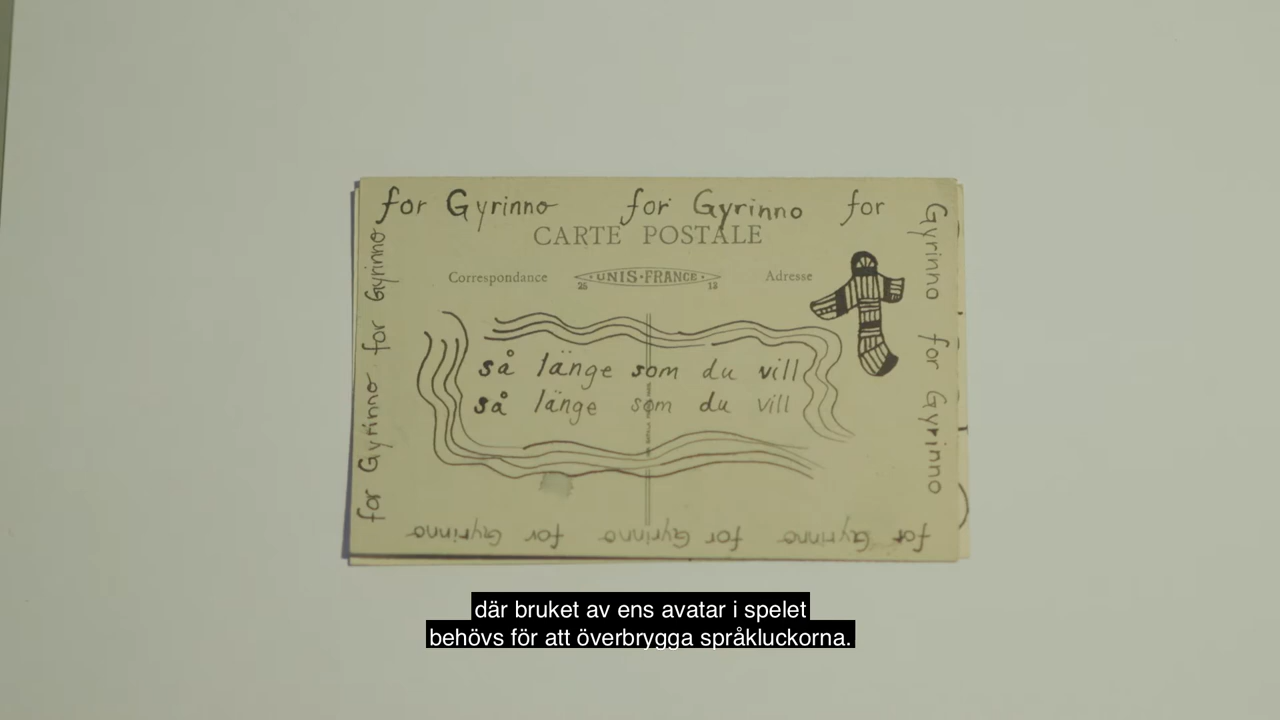 for Gyrinno for Gyrinno for
Gyrinno for Gyrinno
for Gyrinno for Gyrinno for Gyrinno
for Gyrinno for Gyrinno
CARTE POSTALE
Correspondance UNIS·FRANCE· Adresse
25 13
så länge som du vill
så länge som du vill
där bruket av ens avatar i spelet
behövs för att överbrygga språkluckorna.